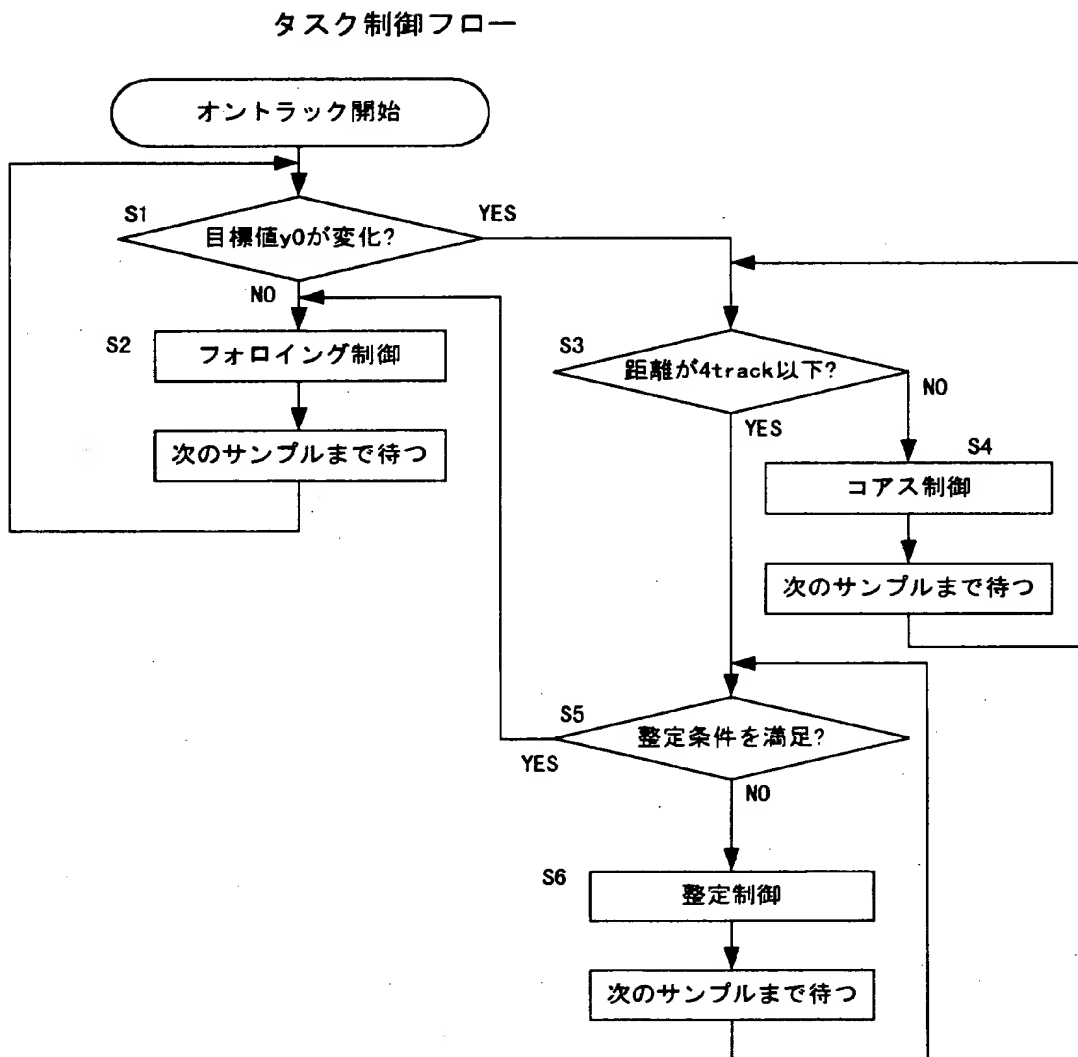 タスク制御フロー
オントラック開始
S1
YES
目標値y0が変化?
NO
S2
フォロイング制御
次のサンプルまで待つ
S3
距離が4track以下?
NO
YES
S4
コアス制御
次のサンプルまで待つ
S5
整定条件を満足?
YES
NO
S6
整定制御
次のサンプルまで待つ